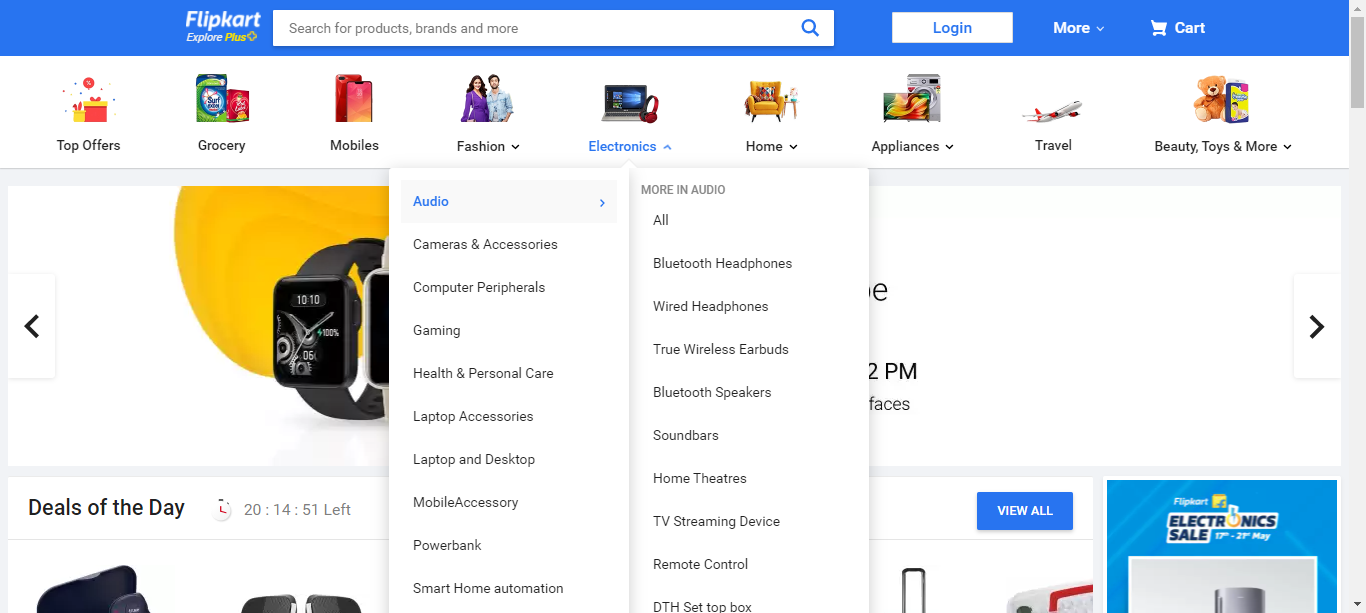 Flipkart
Explore Plus
Search for products, brands and more
Login
More
Cart
Top Offers
Grocery
Mobiles
Fashion
Electronics
Home
Appliances
Travel
Beauty, Toys & More
Audio
Cameras & Accessories
Computer Peripherals
Gaming
Health & Personal Care
Laptop Accessories
Laptop and Desktop
MobileAccessory
Powerbank
Smart Home automation
MORE IN AUDIO
All
Bluetooth Headphones
Wired Headphones
True Wireless Earbuds
Bluetooth Speakers
Soundbars
Home Theatres
TV Streaming Device
Remote Control
DTH Set top box
10:10
100%
05
2 PM
faces
Deals of the Day
20 : 14 : 51 Left
VIEW ALL
Flipkart
ELECTRONICS
SALE 17th - 21st May